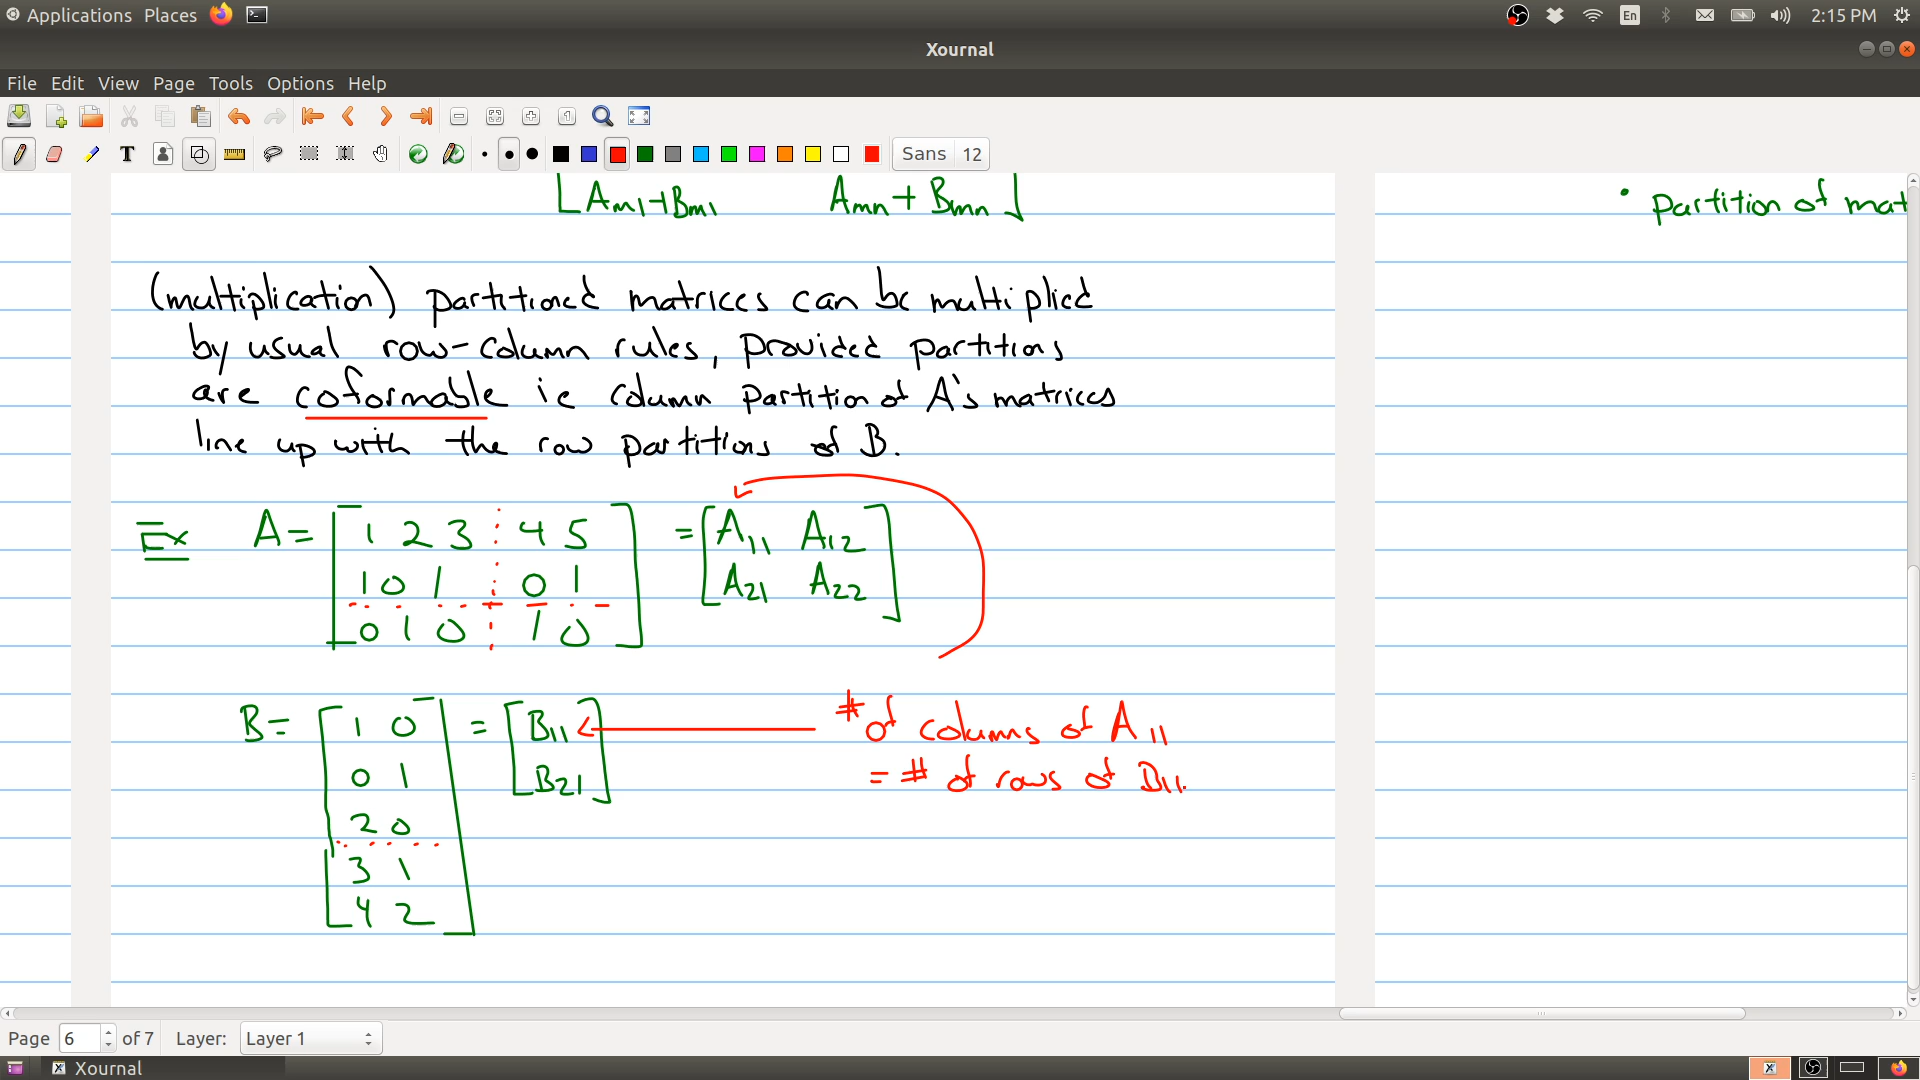 Applications Places En 2:15 PM
Xournal
File Edit View Page Tools Options Help
T Sans 12
[ Am1+Bm1 Amn + Bmn ]
• partition of mat
(multiplication) partitioned matrices can be multiplied
by usual row-column rules, provided partitions
are coformable ie column partition of A's matrices
line up with the row partitions of B.
Ex A = [ 1 2 3 4 5 = [ A11 A12
1 0 1 0 1 A21 A22 ]
0 1 0 1 0 ]
B = [ 1 0 = [ B11 # of columns of A11
0 1 B21 ] = # of rows of B11.
2 0
3 1
4 2 ]
Page 6 of 7 Layer: Layer 1
Xournal